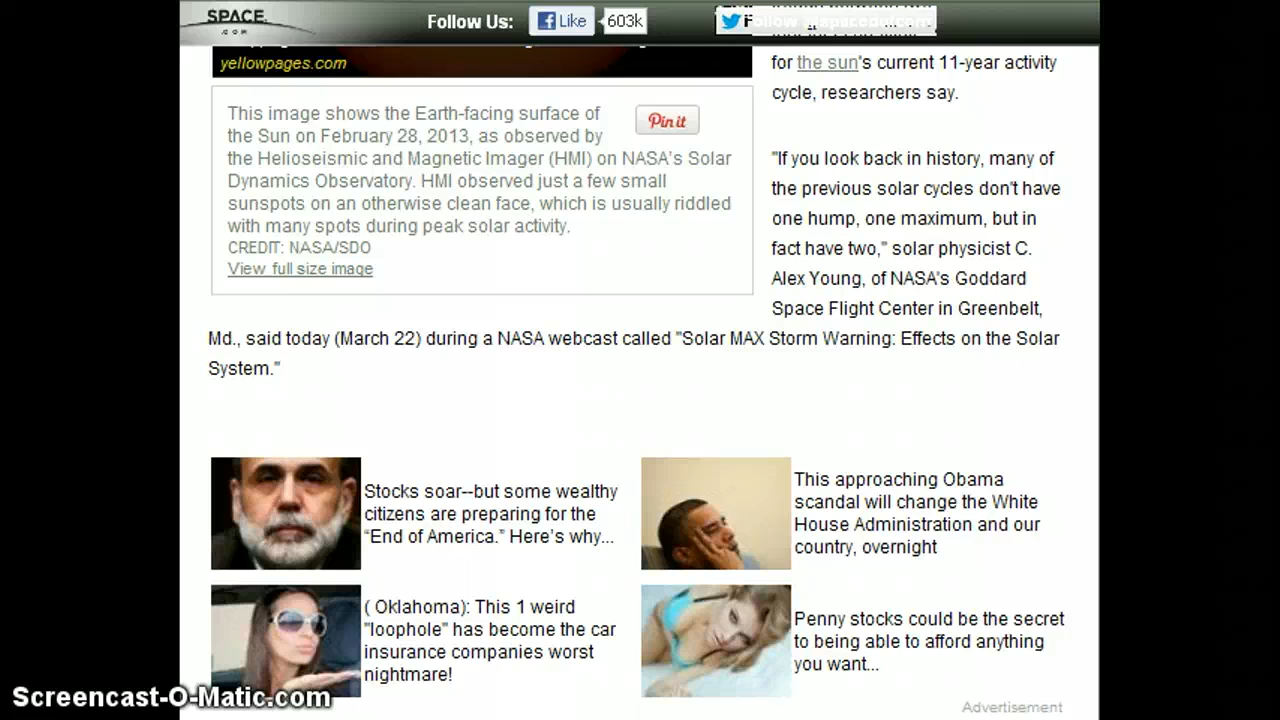 SPACE
.COM
Follow Us:
Like
603k
yellowpages.com
This image shows the Earth-facing surface of
the Sun on February 28, 2013, as observed by
the Helioseismic and Magnetic Imager (HMI) on NASA's Solar
Dynamics Observatory. HMI observed just a few small
sunspots on an otherwise clean face, which is usually riddled
with many spots during peak solar activity.
CREDIT: NASA/SDO
View full size image
Pin it
for the sun's current 11-year activity
cycle, researchers say.
"If you look back in history, many of
the previous solar cycles don't have
one hump, one maximum, but in
fact have two," solar physicist C.
Alex Young, of NASA's Goddard
Space Flight Center in Greenbelt,
Md., said today (March 22) during a NASA webcast called "Solar MAX Storm Warning: Effects on the Solar
System."
Stocks soar--but some wealthy
citizens are preparing for the
“End of America.” Here’s why...
This approaching Obama
scandal will change the White
House Administration and our
country, overnight
( Oklahoma): This 1 weird
"loophole" has become the car
insurance companies worst
nightmare!
Penny stocks could be the secret
to being able to afford anything
you want...
Advertisement
Screencast-O-Matic.com